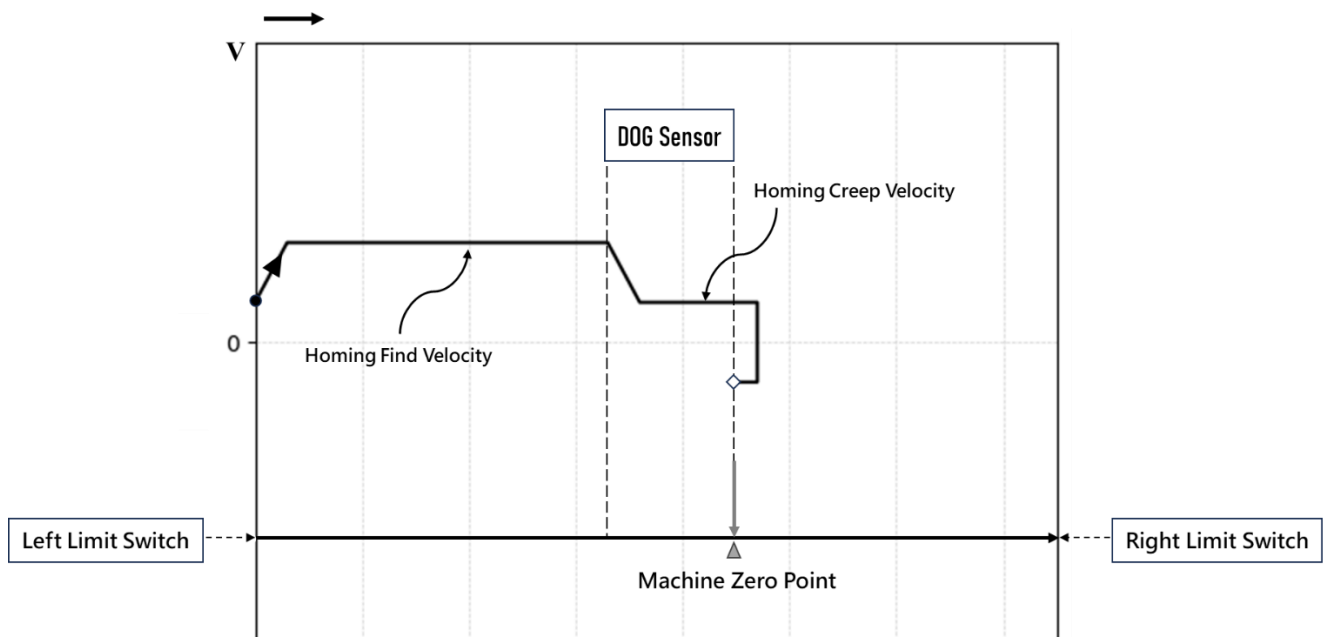 V
DOG Sensor
Homing Creep Velocity
0
Homing Find Velocity
Left Limit Switch
Right Limit Switch
Machine Zero Point